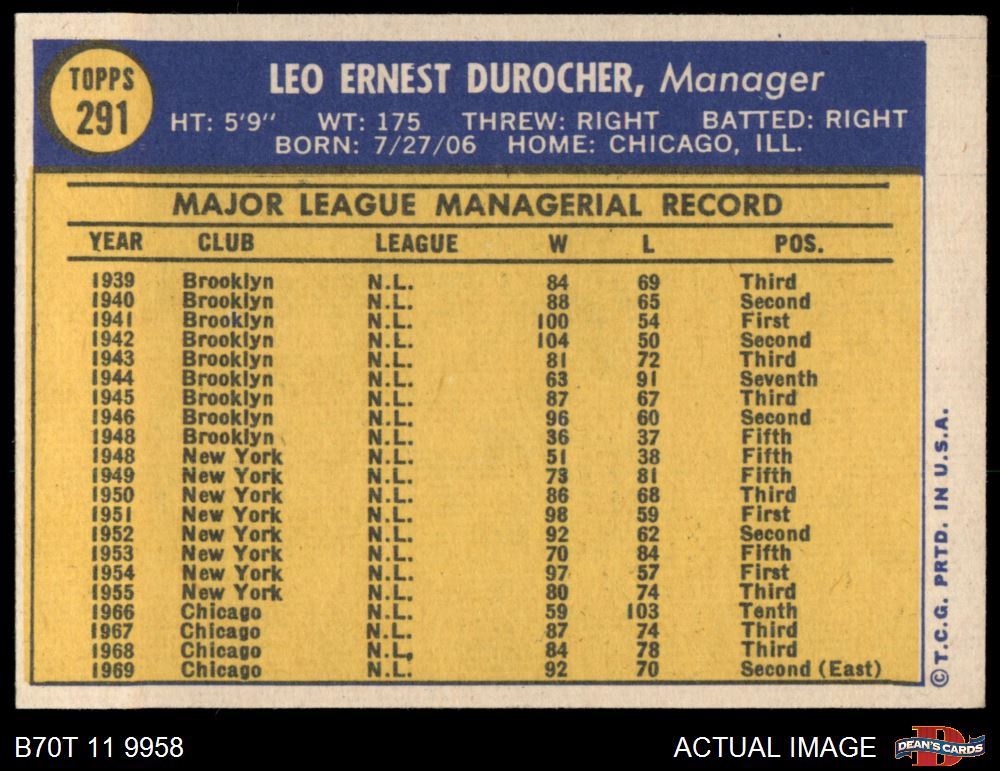 TOPPS
291
LEO ERNEST DUROCHER, Manager
HT: 5'9" WT: 175 THREW: RIGHT BATTED: RIGHT
BORN: 7/27/06 HOME: CHICAGO, ILL.
MAJOR LEAGUE MANAGERIAL RECORD
YEAR CLUB LEAGUE W L POS.
1939 Brooklyn N.L. 84 69 Third
1940 Brooklyn N.L. 88 65 Second
1941 Brooklyn N.L. 100 54 First
1942 Brooklyn N.L. 104 50 Second
1943 Brooklyn N.L. 81 72 Third
1944 Brooklyn N.L. 63 91 Seventh
1945 Brooklyn N.L. 87 67 Third
1946 Brooklyn N.L. 96 60 Second
1948 Brooklyn N.L. 36 37 Fifth
1948 New York N.L. 51 38 Fifth
1949 New York N.L. 73 81 Fifth
1950 New York N.L. 86 68 Third
1951 New York N.L. 98 59 First
1952 New York N.L. 92 62 Second
1953 New York N.L. 70 84 Fifth
1954 New York N.L. 97 57 First
1955 New York N.L. 80 74 Third
1966 Chicago N.L. 59 103 Tenth
1967 Chicago N.L. 87 74 Third
1968 Chicago N.L. 84 78 Third
1969 Chicago N.L. 92 70 Second (East)
© T.C.G. PRTD. IN U.S.A.
B70T 11 9958
ACTUAL IMAGE
DEAN'S CARDS